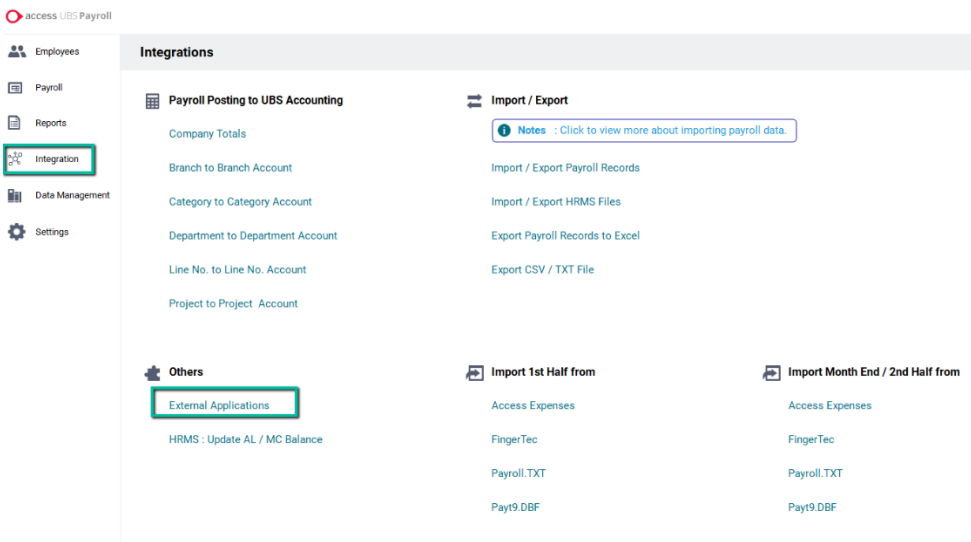 access UBS Payroll
Employees
Payroll
Reports
Integration
Data Management
Settings
Integrations
Payroll Posting to UBS Accounting
Company Totals
Branch to Branch Account
Category to Category Account
Department to Department Account
Line No. to Line No. Account
Project to Project Account
Import / Export
Notes : Click to view more about importing payroll data.
Import / Export Payroll Records
Import / Export HRMS Files
Export Payroll Records to Excel
Export CSV / TXT File
Others
External Applications
HRMS : Update AL / MC Balance
Import 1st Half from
Access Expenses
FingerTec
Payroll.TXT
Payt9.DBF
Import Month End / 2nd Half from
Access Expenses
FingerTec
Payroll.TXT
Payt9.DBF